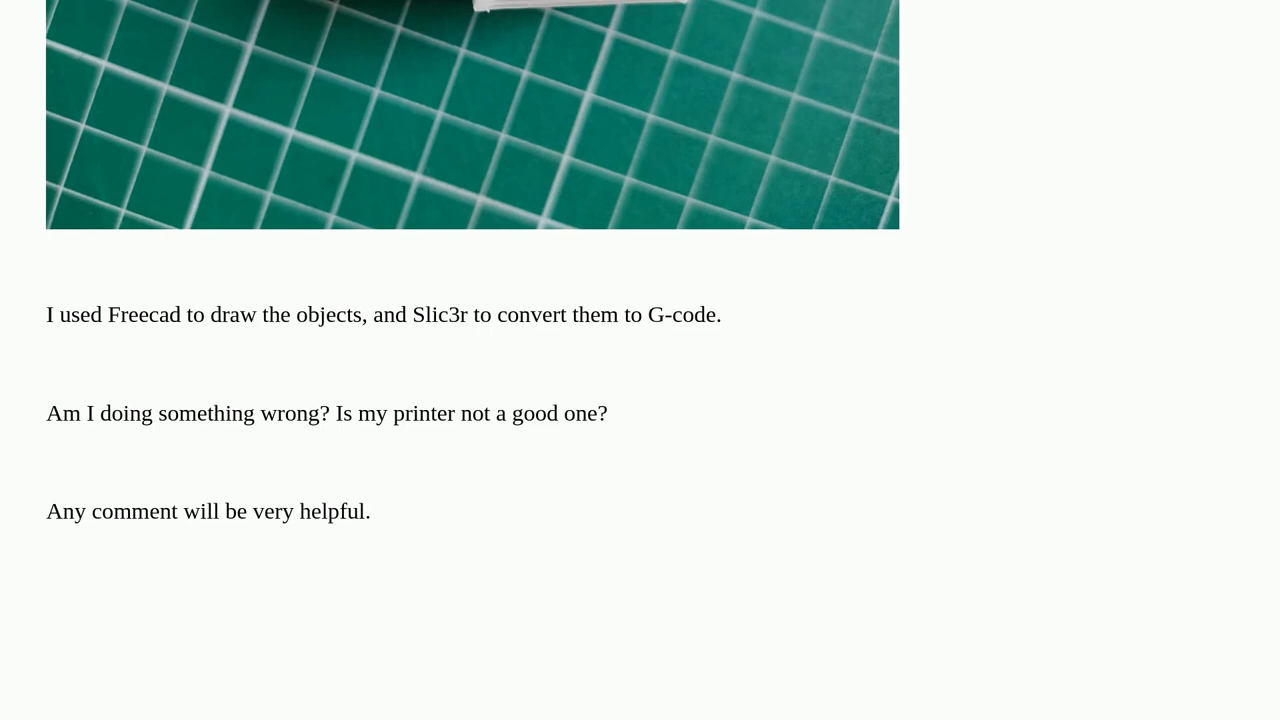 I used Freecad to draw the objects, and Slic3r to convert them to G-code.
Am I doing something wrong? Is my printer not a good one?
Any comment will be very helpful.